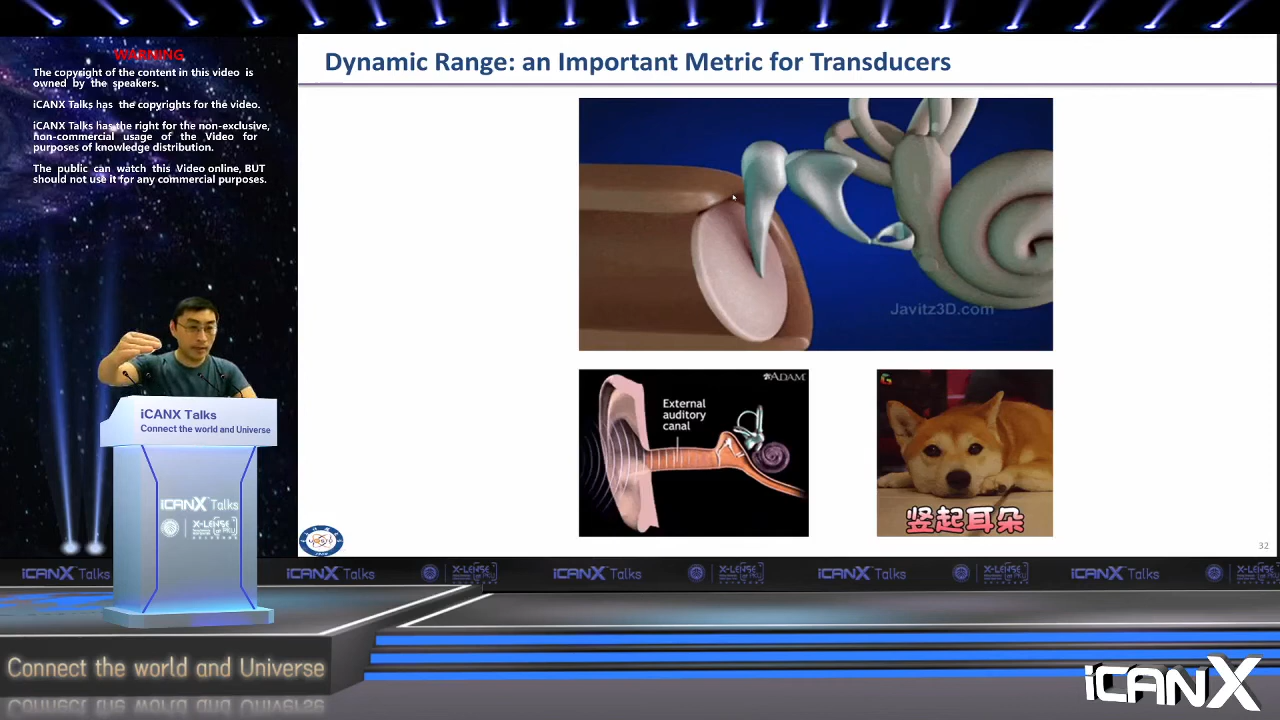 Dynamic Range: an Important Metric for Transducers
WARNING
The copyright of the content in this video is
owned by the speakers.
iCANX Talks has the copyrights for the video.
iCANX Talks has the right for the non-exclusive,
non-commercial usage of the Video for
purposes of knowledge distribution.
The public can watch this Video online, BUT
should not use it for any commercial purposes.
Javitz3D.com
ADAM
External
auditory
canal
竖起耳朵
32
iCANX Talks
Connect the world and Universe
iCANX Talks
X-LENSE
iCANX Talks
iCANX Talks
iCANX Talks
iCANX Talks
iCANX Talks
Connect the world and Universe
iCANX